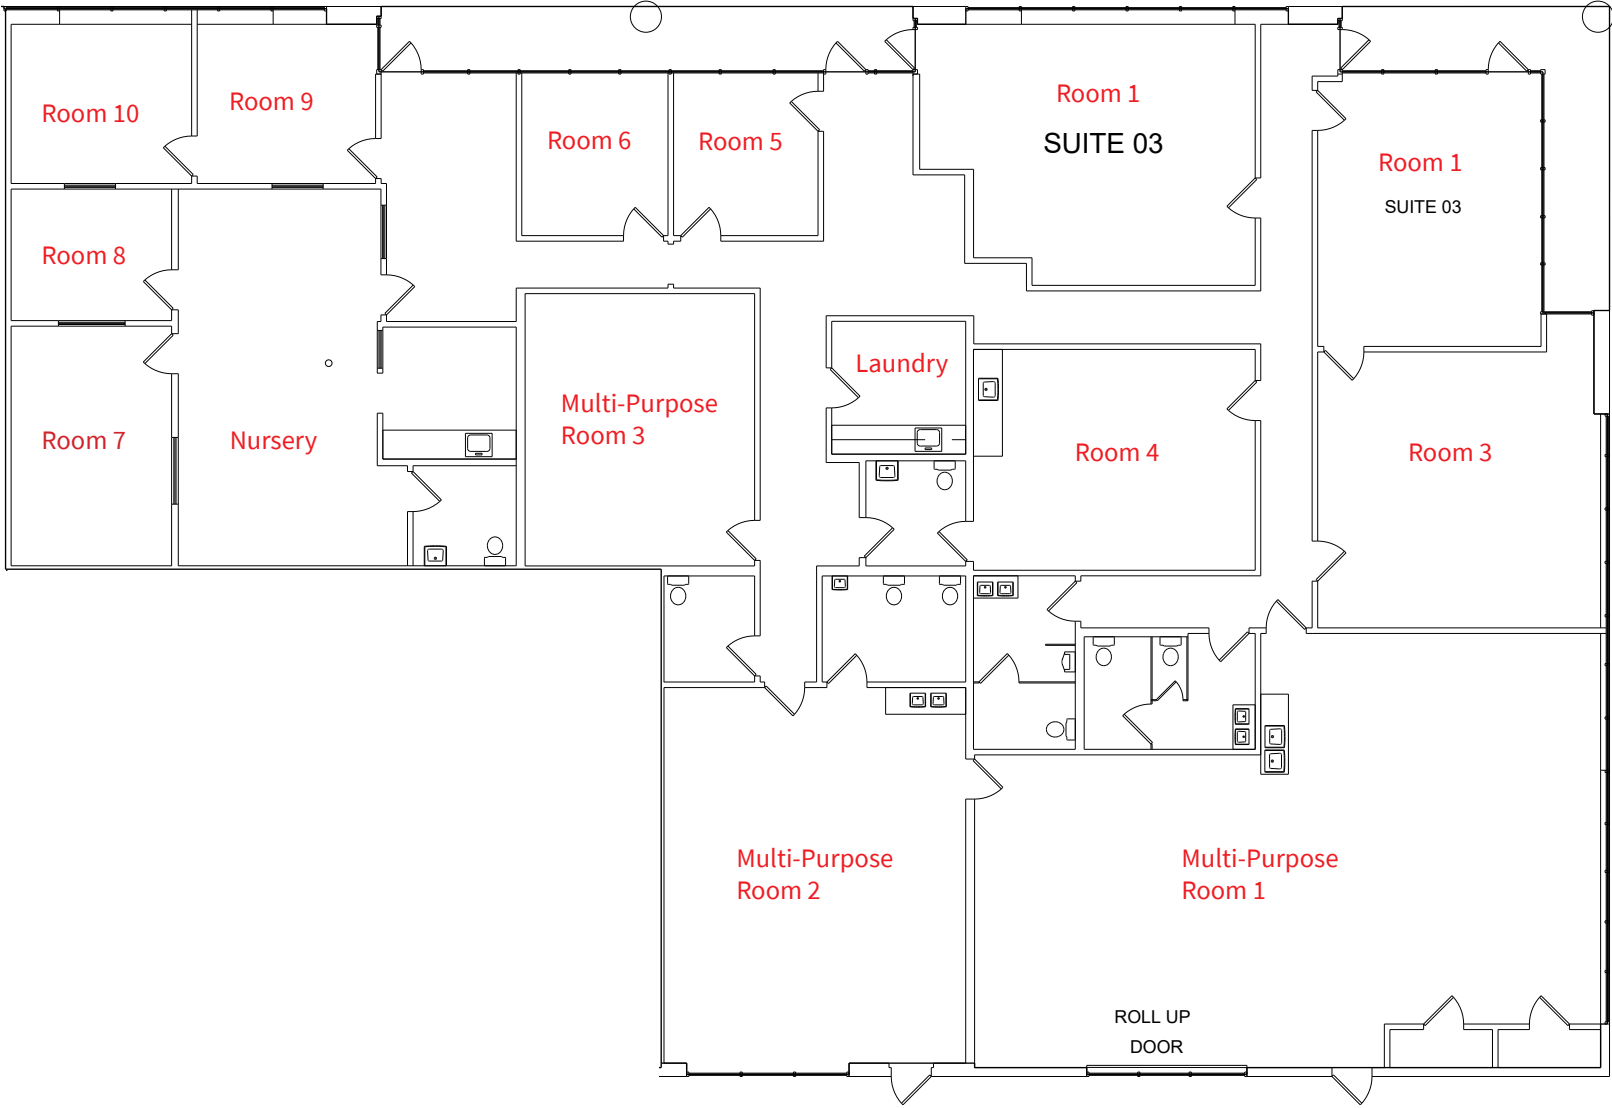 Room 10
Room 9
Room 6
Room 5
Room 1
SUITE 03
Room 1
SUITE 03
Room 8
Room 7
Nursery
Multi-Purpose
Room 3
Laundry
Room 4
Room 3
Multi-Purpose
Room 2
Multi-Purpose
Room 1
ROLL UP
DOOR